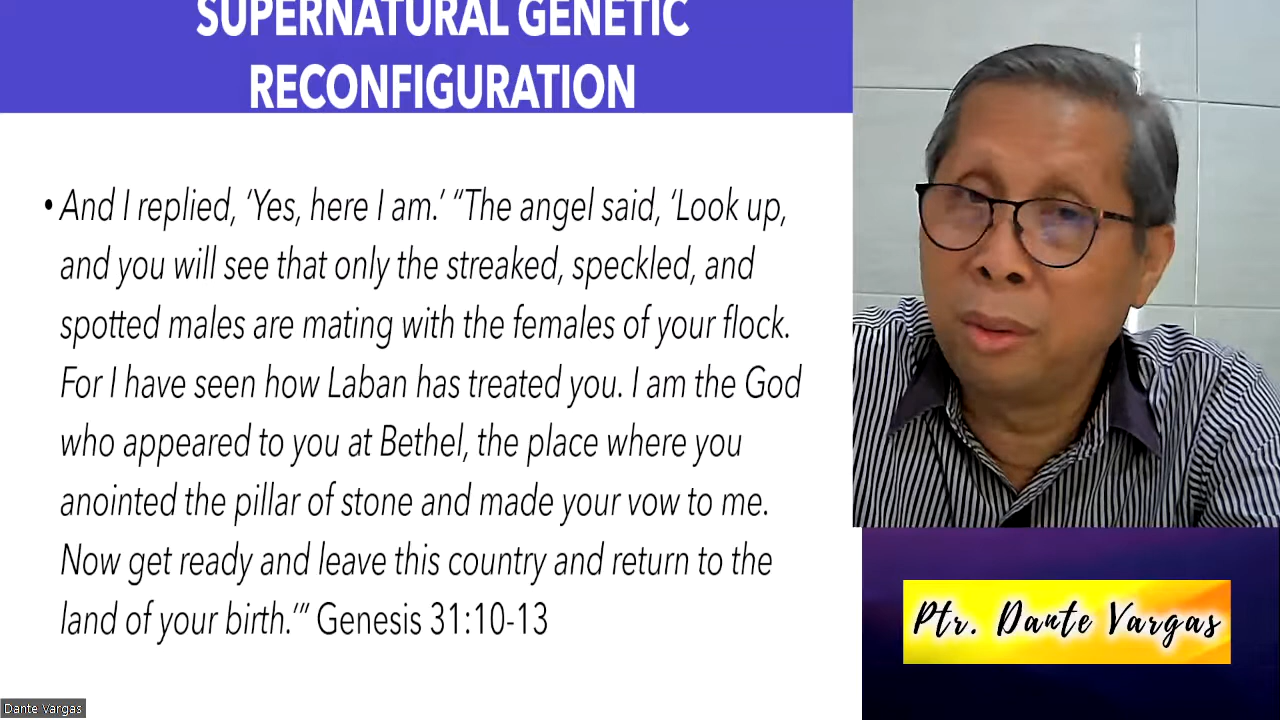 SUPERNATURAL GENETIC
RECONFIGURATION
• And I replied, ‘Yes, here I am.’ “The angel said, ‘Look up,
and you will see that only the streaked, speckled, and
spotted males are mating with the females of your flock.
For I have seen how Laban has treated you. I am the God
who appeared to you at Bethel, the place where you
anointed the pillar of stone and made your vow to me.
Now get ready and leave this country and return to the
land of your birth.’” Genesis 31:10-13
Ptr. Dante Vargas
Dante Vargas